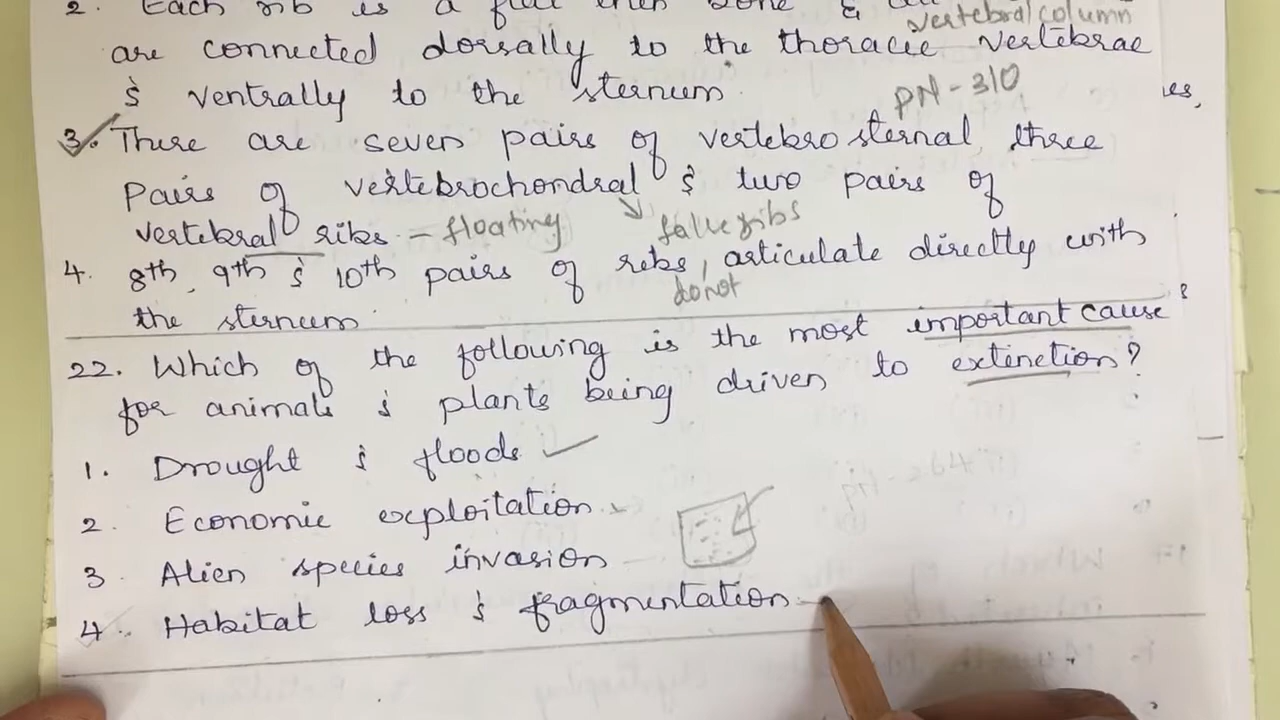 2. Each rib is a thin bone &
vertebral column
are connected dorsally to the thoracic vertebrae
& ventrally to the sternum.
PN-310
es,
3. There are seven pairs of vertebrosternal, three
Pairs of vertebrochondral & two pairs of
vertebral ribs - floating
false ribs
4. 8th, 9th & 10th pairs of ribs, articulate directly with
do not
the sternum.
22. Which of the following is the most important cause
for animals & plants being driven to extinction?
1. Drought & floods
2. Economic exploitation
3. Alien species invasion
4. Habitat loss & fragmentation